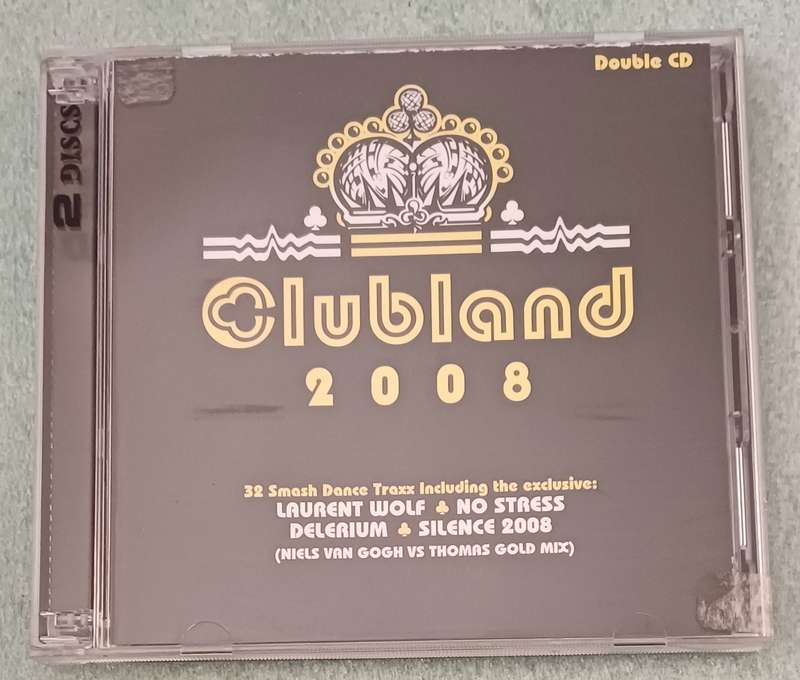 Double CD
2 DISCS
Clubland
2008
32 Smash Dance Traxx Including the exclusive:
LAURENT WOLF ♣ NO STRESS
DELERIUM ♣ SILENCE 2008
(NIELS VAN GOGH VS THOMAS GOLD MIX)